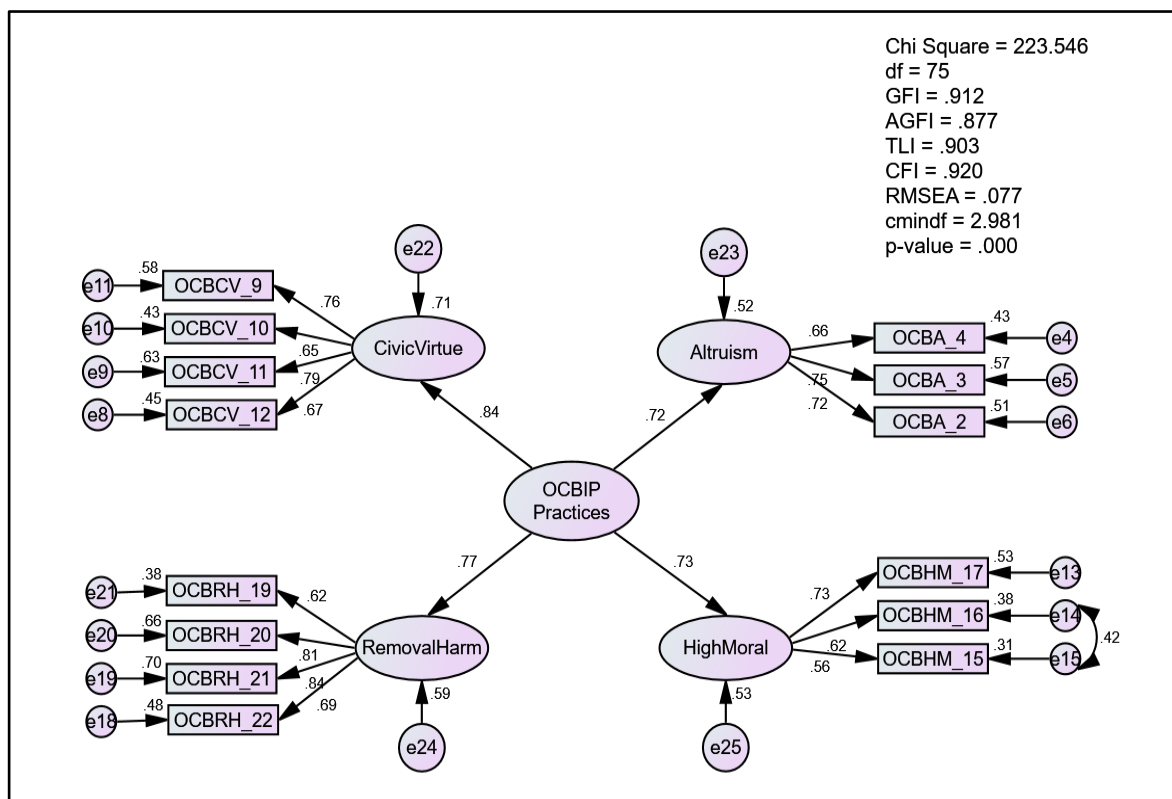 Chi Square = 223.546
df = 75
GFI = .912
AGFI = .877
TLI = .903
CFI = .920
RMSEA = .077
cmindf = 2.981
p-value = .000
e22
.71
CivicVirtue
e11
.58
OCBCV_9
.76
e10
.43
OCBCV_10
.65
e9
.63
OCBCV_11
.79
e8
.45
OCBCV_12
.67
.84
e23
.52
Altruism
.66
OCBA_4
.43
e4
.75
OCBA_3
.57
e5
.72
OCBA_2
.51
e6
.72
OCBIP
Practices
.77
.73
e21
.38
OCBRH_19
.62
e20
.66
OCBRH_20
.81
e19
.70
OCBRH_21
.84
e18
.48
OCBRH_22
.69
RemovalHarm
.59
e24
HighMoral
.53
e25
.73
OCBHM_17
.53
e13
.62
OCBHM_16
.38
e14
.56
OCBHM_15
.31
e15
.42